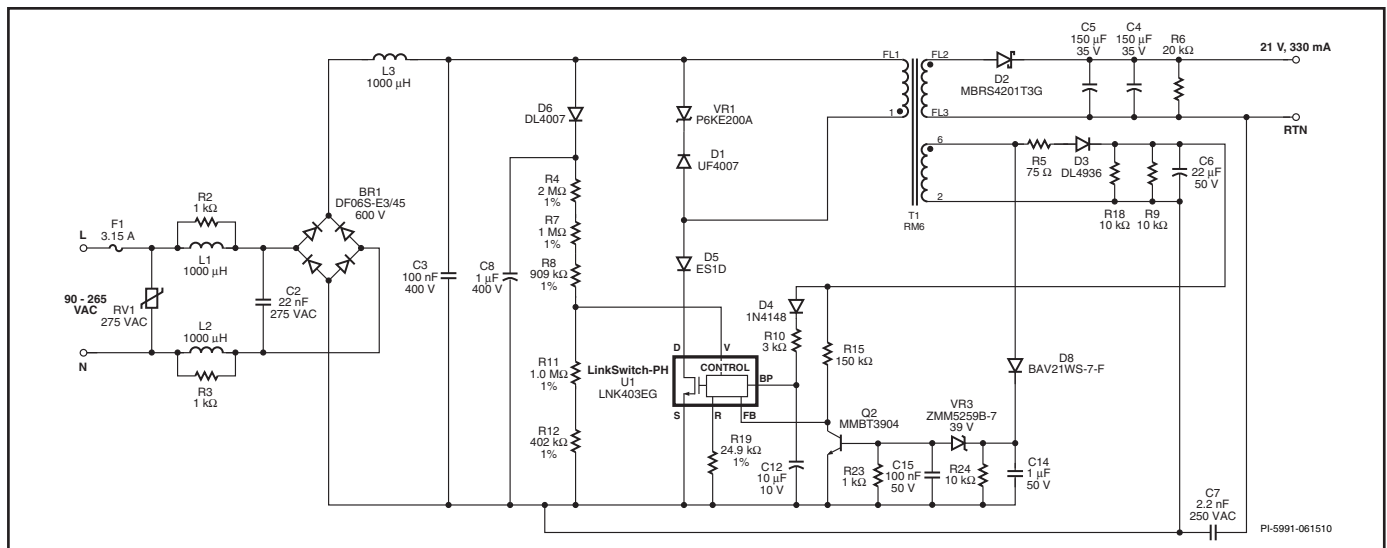 L
F1
3.15 A
90 - 265
VAC
RV1
275 VAC
N
R2
1 kΩ
L1
1000 µH
L2
1000 µH
R3
1 kΩ
C2
22 nF
275 VAC
BR1
DF06S-E3/45
600 V
L3
1000 µH
C3
100 nF
400 V
C8
1 µF
400 V
D6
DL4007
R4
2 MΩ
1%
R7
1 MΩ
1%
R8
909 kΩ
1%
R11
1.0 MΩ
1%
R12
402 kΩ
1%
VR1
P6KE200A
D1
UF4007
D5
ES1D
LinkSwitch-PH
U1
LNK403EG
D
V
CONTROL
BP
S
R
FB
R19
24.9 kΩ
1%
D4
1N4148
R10
3 kΩ
C12
10 µF
10 V
R15
150 kΩ
Q2
MMBT3904
R23
1 kΩ
C15
100 nF
50 V
VR3
ZMM5259B-7
39 V
R24
10 kΩ
C14
1 µF
50 V
D8
BAV21WS-7-F
FL1
1
FL2
FL3
6
2
T1
RM6
D2
MBRS4201T3G
C5
150 µF
35 V
C4
150 µF
35 V
R6
20 kΩ
21 V, 330 mA
RTN
R5
75 Ω
D3
DL4936
R18
10 kΩ
R9
10 kΩ
C6
22 µF
50 V
C7
2.2 nF
250 VAC
PI-5991-061510